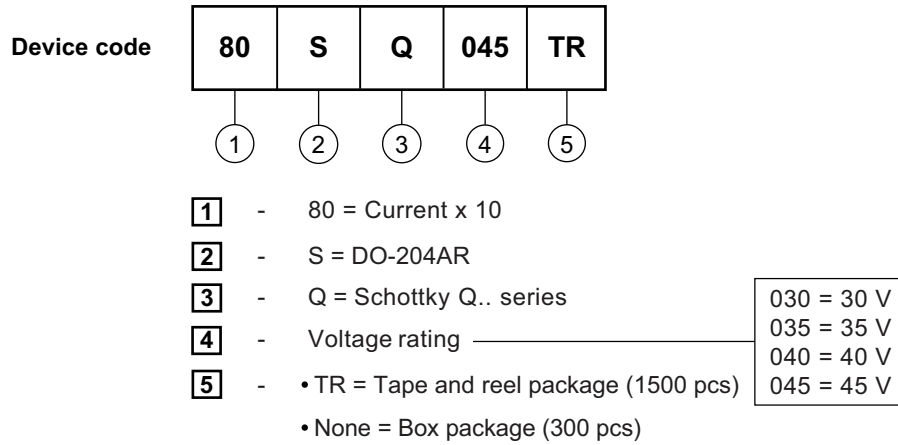 Device code 80 S Q 045 TR
1 2 3 4 5
1 - 80 = Current x 10
2 - S = DO-204AR
3 - Q = Schottky Q.. series
4 - Voltage rating
5 - • TR = Tape and reel package (1500 pcs)
• None = Box package (300 pcs)
030 = 30 V
035 = 35 V
040 = 40 V
045 = 45 V